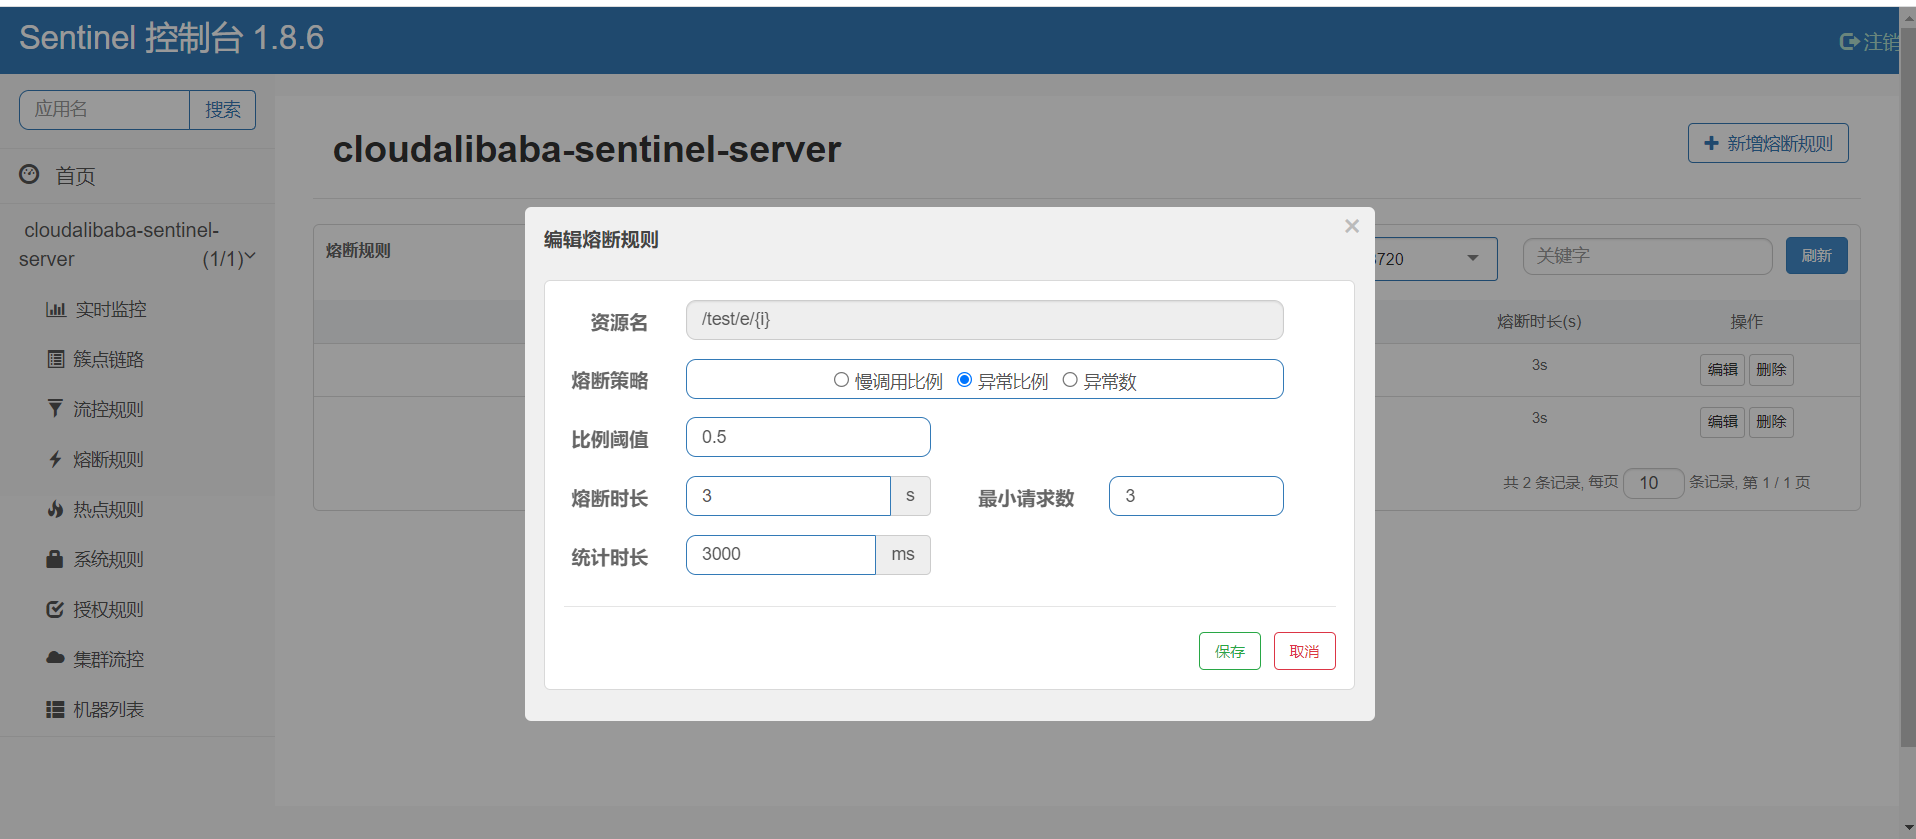 Sentinel 控制台 1.8.6
注销
应用名 搜索
首页
cloudalibaba-sentinel-
server (1/1)
实时监控
簇点链路
流控规则
熔断规则
热点规则
系统规则
授权规则
集群流控
机器列表
cloudalibaba-sentinel-server
新增熔断规则
熔断规则
720
关键字
刷新
熔断时长(s) 操作
3s 编辑 删除
3s 编辑 删除
共 2 条记录, 每页 10 条记录, 第 1 / 1 页
编辑熔断规则
×
资源名 /test/e/{i}
熔断策略 慢调用比例 异常比例 异常数
比例阈值 0.5
熔断时长 3 s 最小请求数 3
统计时长 3000 ms
保存 取消